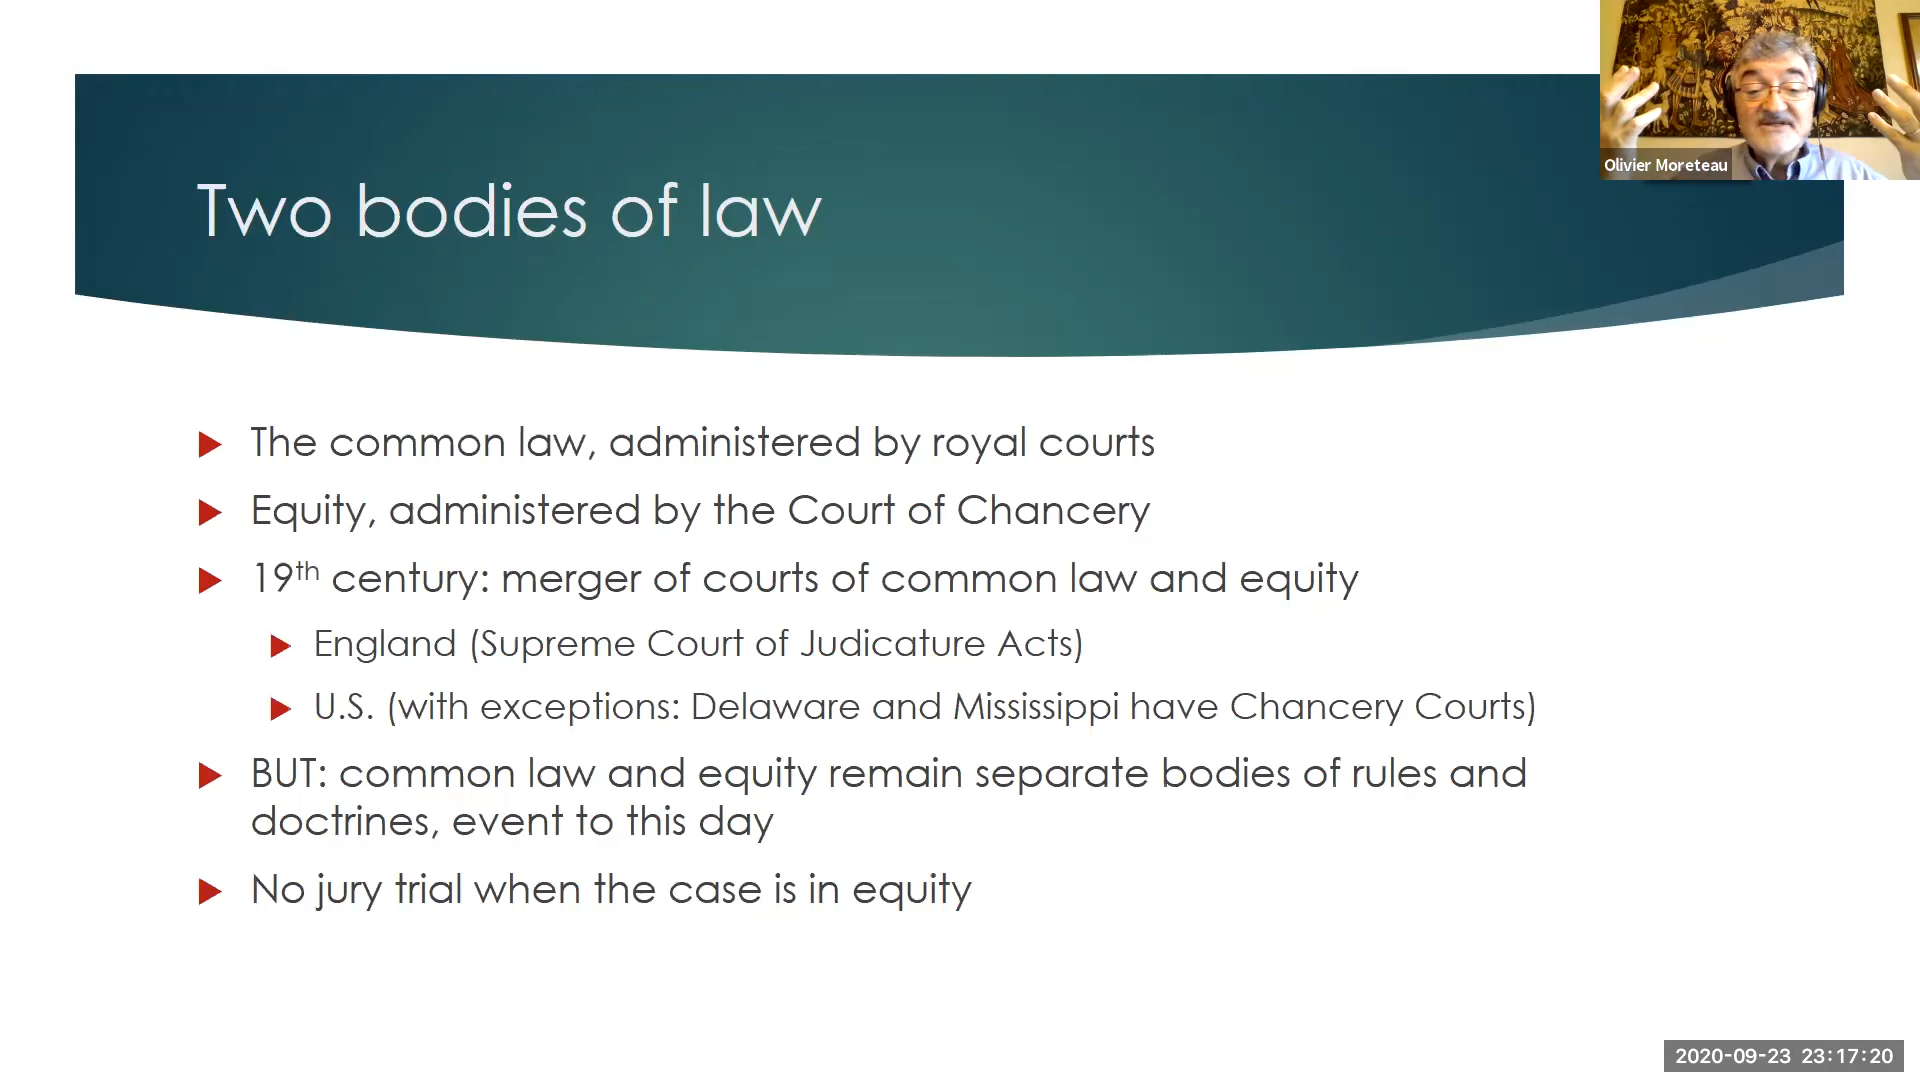 Olivier Moreteau
Two bodies of law
The common law, administered by royal courts
Equity, administered by the Court of Chancery
19th century: merger of courts of common law and equity
England (Supreme Court of Judicature Acts)
U.S. (with exceptions: Delaware and Mississippi have Chancery Courts)
BUT: common law and equity remain separate bodies of rules and
doctrines, event to this day
No jury trial when the case is in equity
2020-09-23 23:17:20